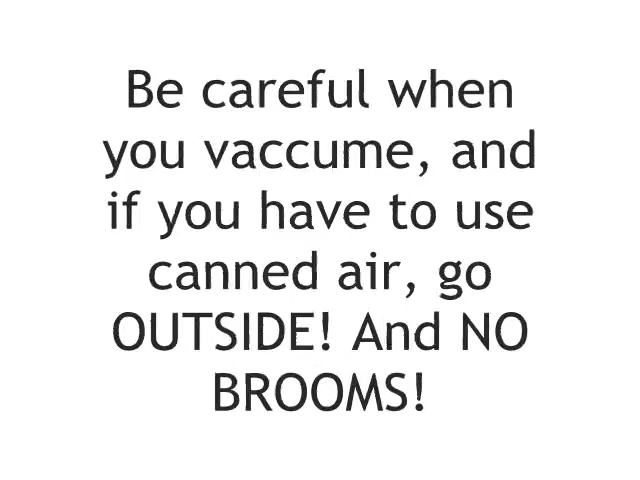 Be careful when
you vaccume, and
if you have to use
canned air, go
OUTSIDE! And NO
BROOMS!